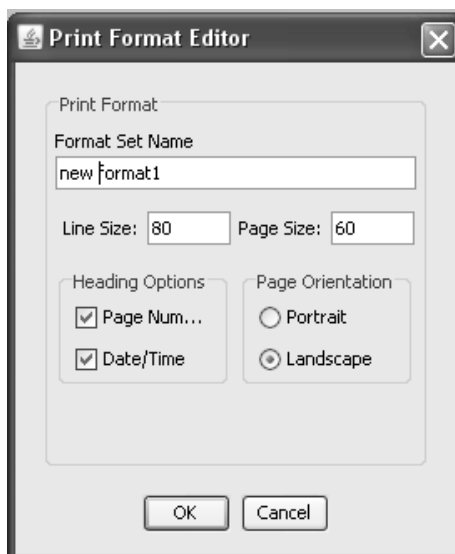 Print Format Editor
Print Format
Format Set Name
new format1
Line Size: 80 Page Size: 60
Heading Options Page Orientation
Page Num... Portrait
Date/Time Landscape
OK Cancel